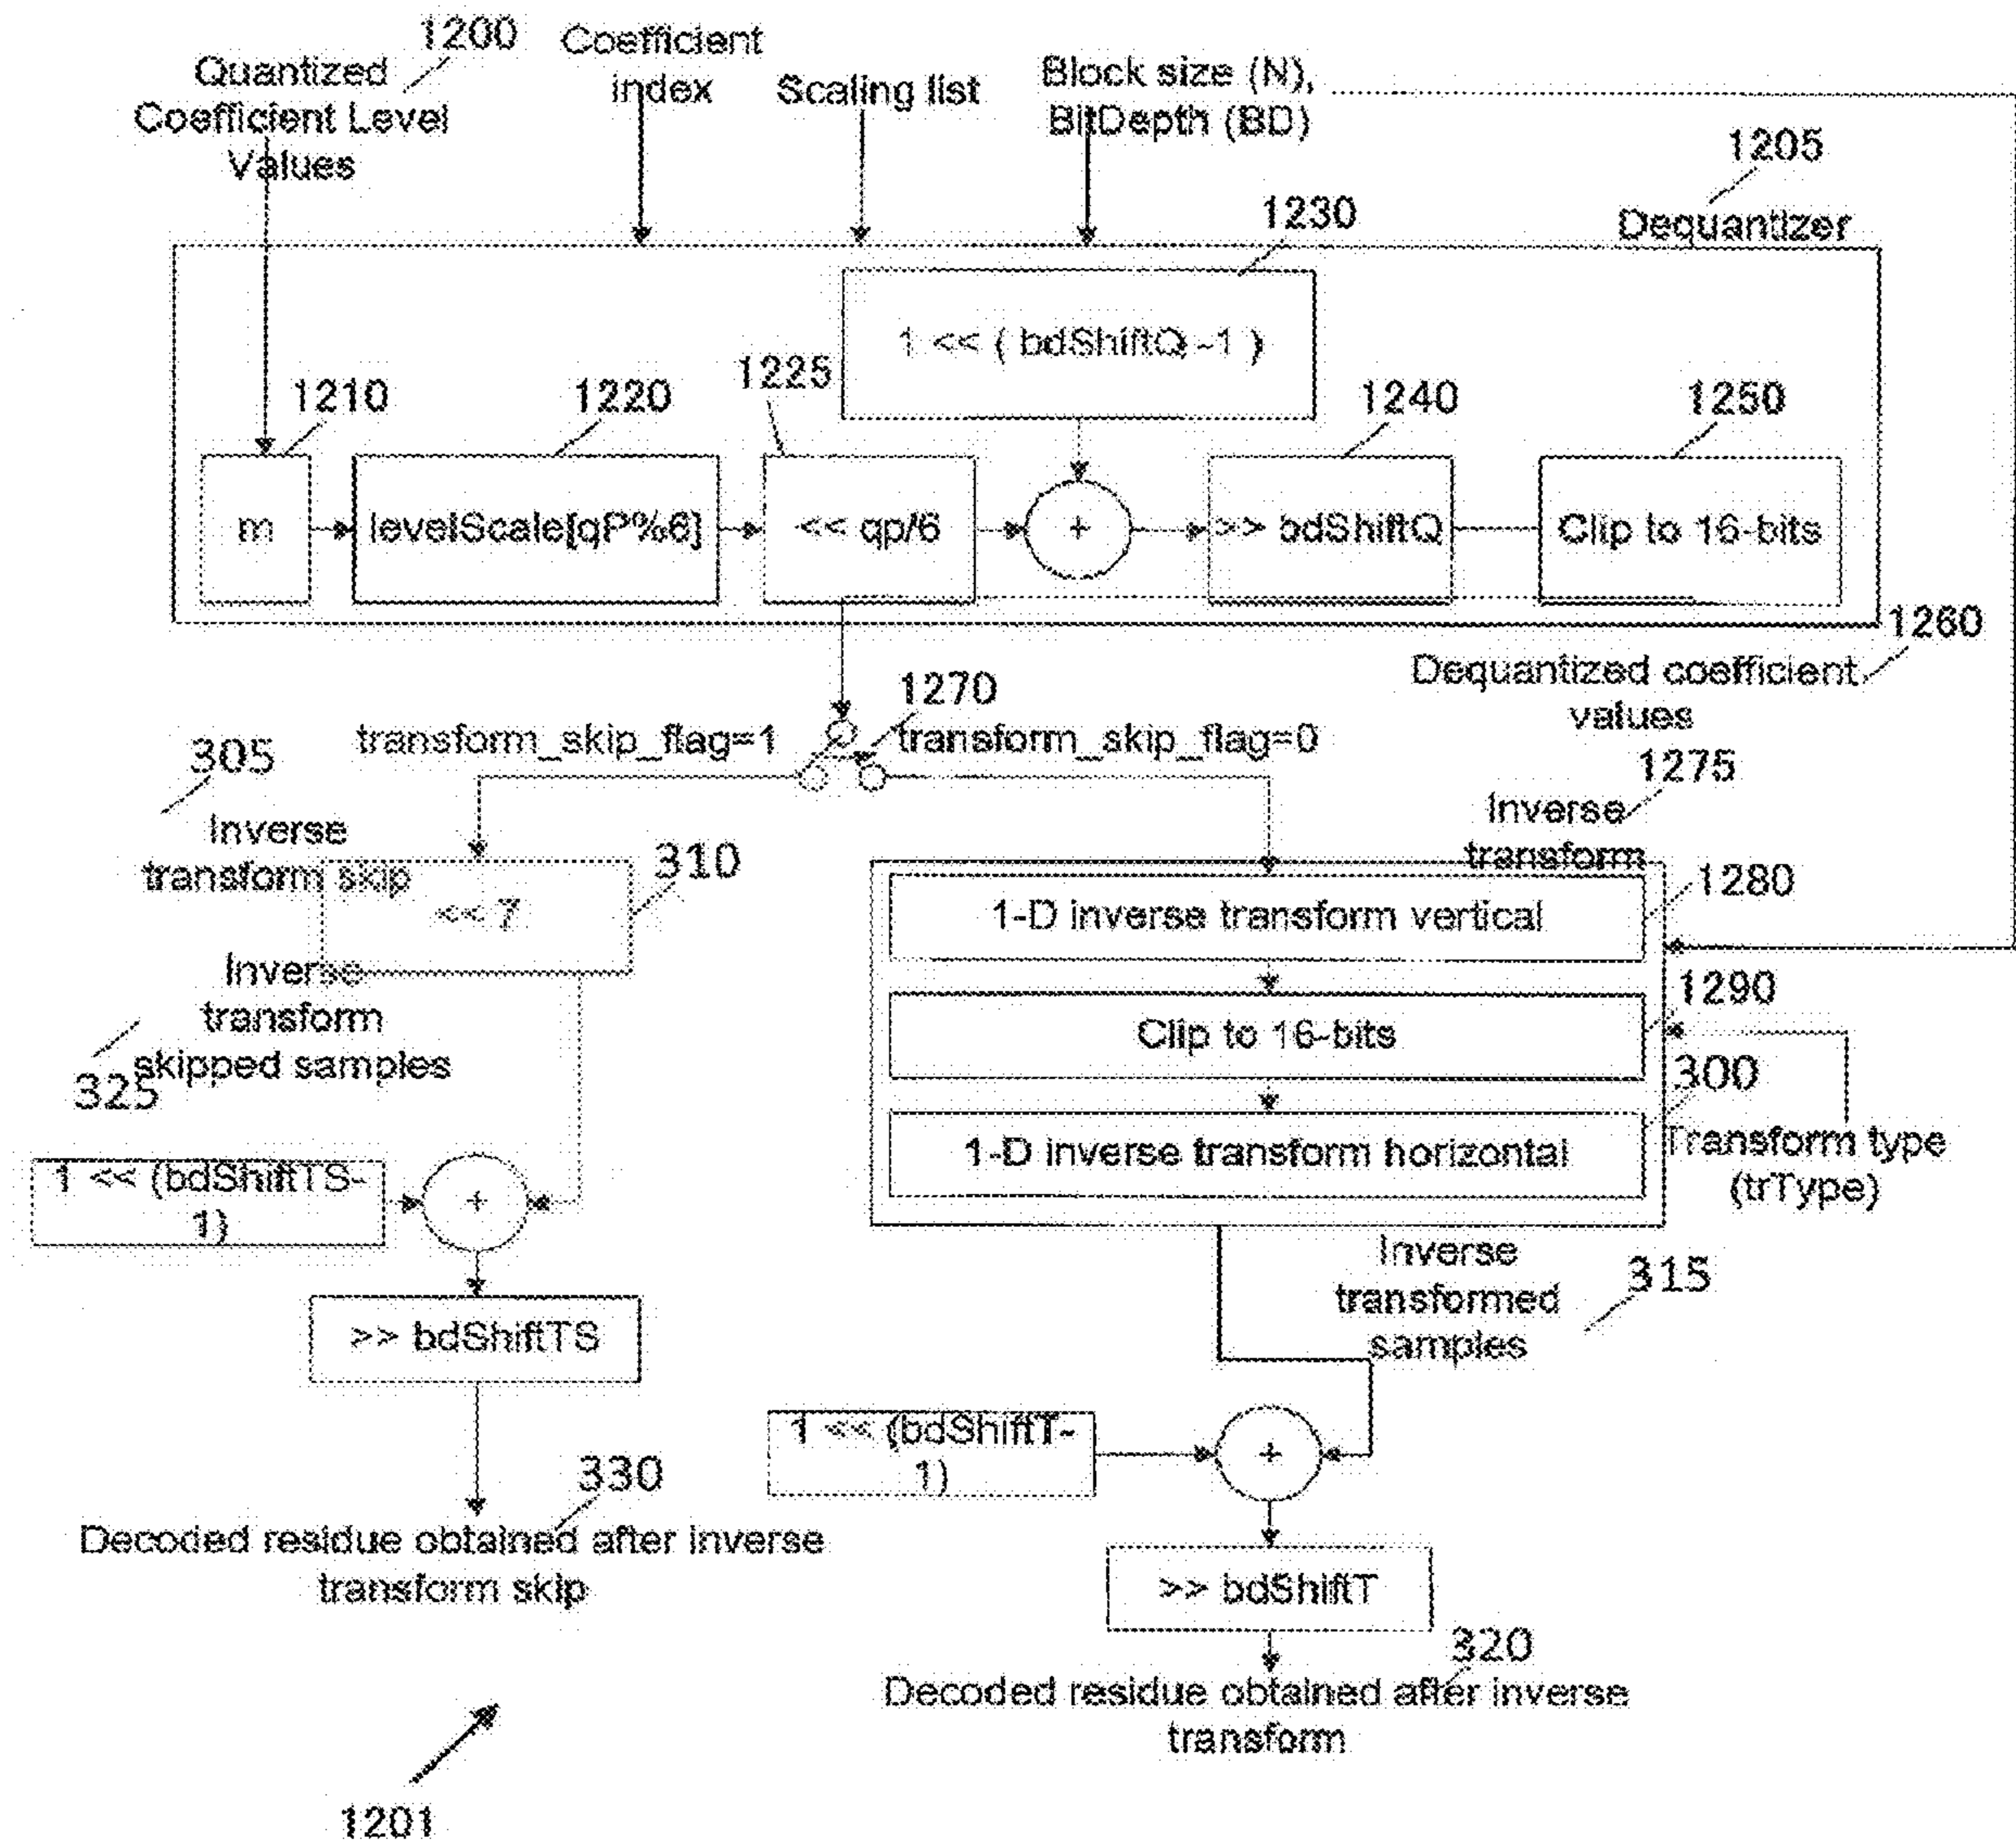 1200
Quantized
Coefficient Level
Values
Coefficient
index
Scaling list
Block size (N),
BitDepth (BD)
1205
Dequantizer
1230
1 << ( bdShiftQ -1 )
1210
1220
1225
1240
1250
m
levelScale[qP%6]
<< qp/6
+
>> bdShiftQ
Clip to 16-bits
1260
Dequantized coefficient
values
1270
transform_skip_flag=1
transform_skip_flag=0
305
Inverse
transform skip
310
<< 7
1275
Inverse
transform
1280
1-D inverse transform vertical
1290
Clip to 16-bits
300
1-D inverse transform horizontal
Transform type
(trType)
Inverse
transform
skipped samples
325
1 << (bdShiftTS-
1)
+
>> bdShiftTS
330
Decoded residue obtained after inverse
transform skip
Inverse
transformed
samples
315
1 << (bdShiftT-
1)
+
>> bdShiftT
320
Decoded residue obtained after inverse
transform
1201